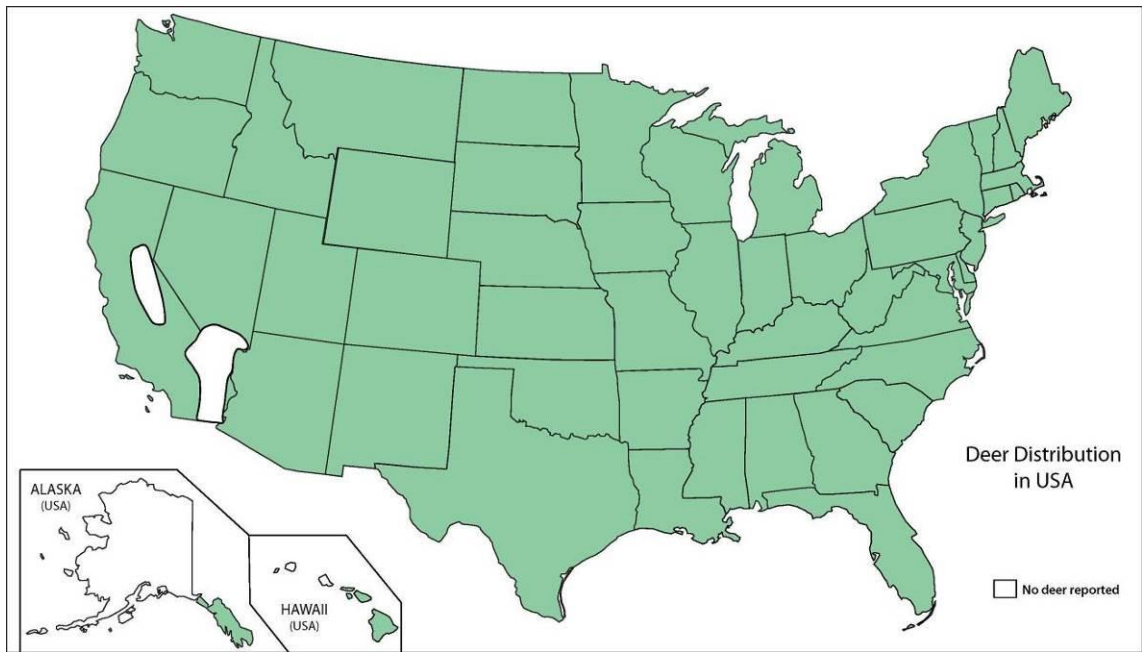 Deer Distribution
in USA
ALASKA
(USA)
HAWAII
(USA)
No deer reported